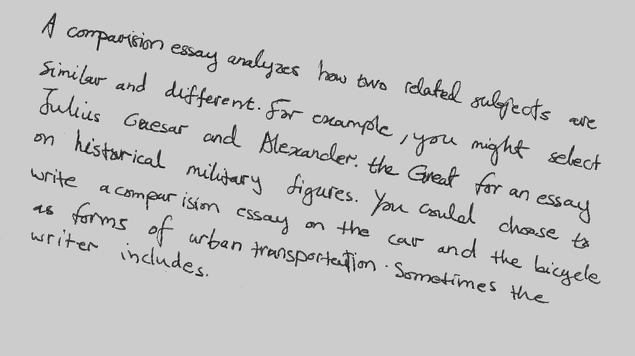 A comparision essay analyzes how two related subjects are
similar and different. For example, you might select
Julius Caesar and Alexander. the Great for an essay
on historical military figures. You could choose to
write a comparision essay on the car and the bicycle
as forms of urban transportation. Sometimes the
writer includes.